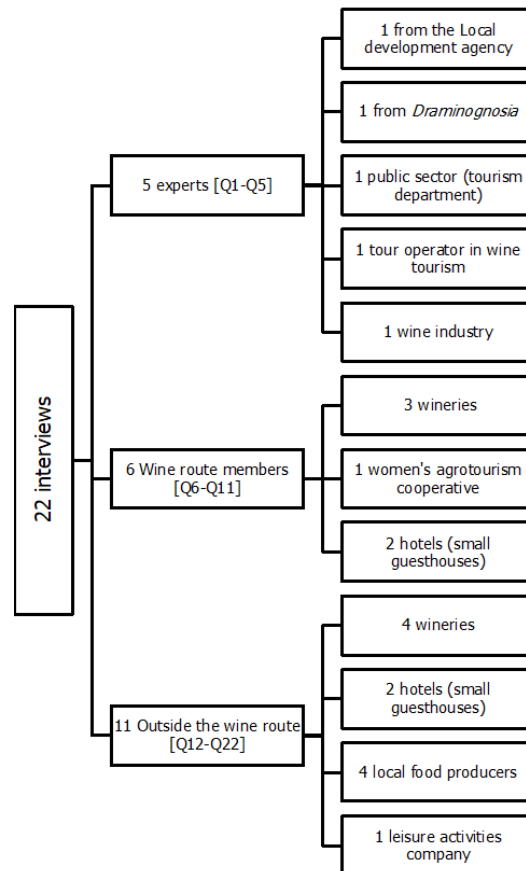 22 interviews
5 experts [Q1-Q5]
1 from the Local
development agency
1 from Draminognosia
1 public sector (tourism
department)
1 tour operator in wine
tourism
1 wine industry
6 Wine route members
[Q6-Q11]
3 wineries
1 women's agrotourism
cooperative
2 hotels (small
guesthouses)
11 Outside the wine route
[Q12-Q22]
4 wineries
2 hotels (small
guesthouses)
4 local food producers
1 leisure activities
company